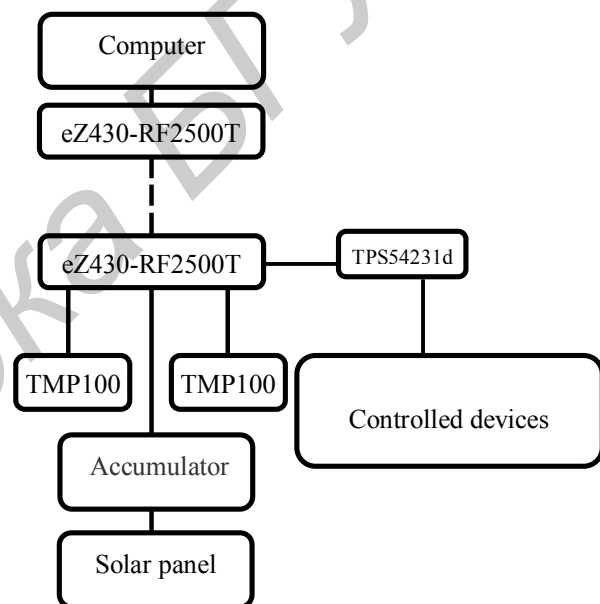 Computer
eZ430-RF2500T
eZ430-RF2500T
TPS54231d
TMP100
TMP100
Controlled devices
Accumulator
Solar panel